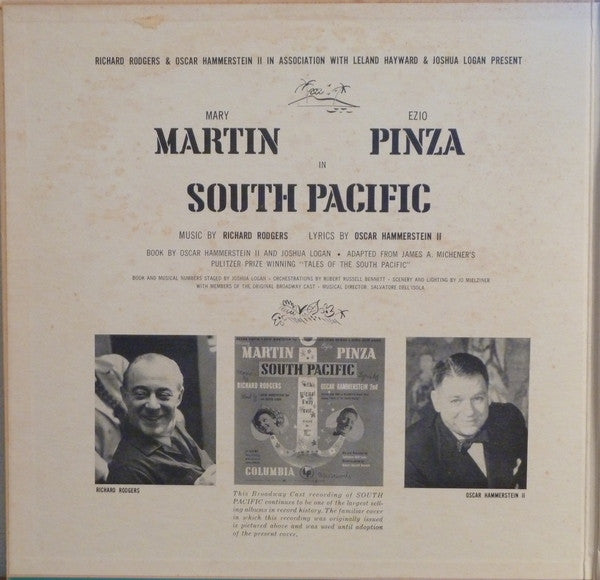 RICHARD RODGERS & OSCAR HAMMERSTEIN II IN ASSOCIATION WITH LELAND HAYWARD & JOSHUA LOGAN PRESENT
MARY EZIO
MARTIN PINZA
IN
SOUTH PACIFIC
MUSIC BY RICHARD RODGERS LYRICS BY OSCAR HAMMERSTEIN II
BOOK BY OSCAR HAMMERSTEIN II AND JOSHUA LOGAN • ADAPTED FROM JAMES A. MICHENER'S
PULITZER PRIZE WINNING "TALES OF THE SOUTH PACIFIC"
BOOK AND MUSICAL NUMBERS STAGED BY JOSHUA LOGAN • ORCHESTRATIONS BY ROBERT RUSSELL BENNETT • SCENERY AND LIGHTING BY JO MIELZINER
WITH MEMBERS OF THE ORIGINAL BROADWAY CAST • MUSICAL DIRECTOR: SALVATORE DELL'ISOLA
MARTIN PINZA
SOUTH PACIFIC
RICHARD RODGERS OSCAR HAMMERSTEIN 2nd
COLUMBIA
RICHARD RODGERS
OSCAR HAMMERSTEIN II
This Broadway Cast recording of SOUTH
PACIFIC continues to be one of the largest sell-
ing albums in record history. The familiar cover
in which this recording was originally issued
is pictured above and was used until adoption
of the present cover.